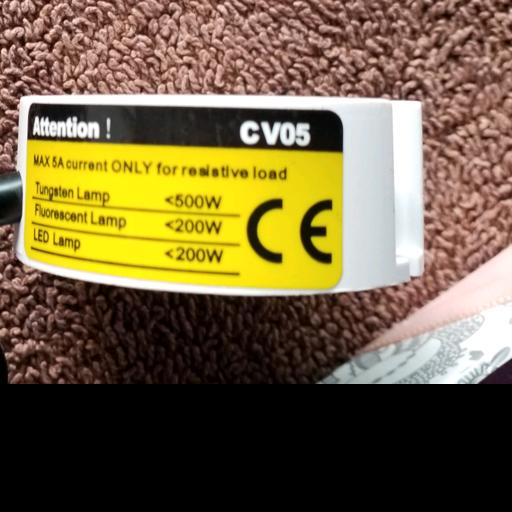 Attention ! CV05
MAX 5A current ONLY for resistive load
Tungsten Lamp <500W
Fluorescent Lamp <200W
LED Lamp <200W
CE